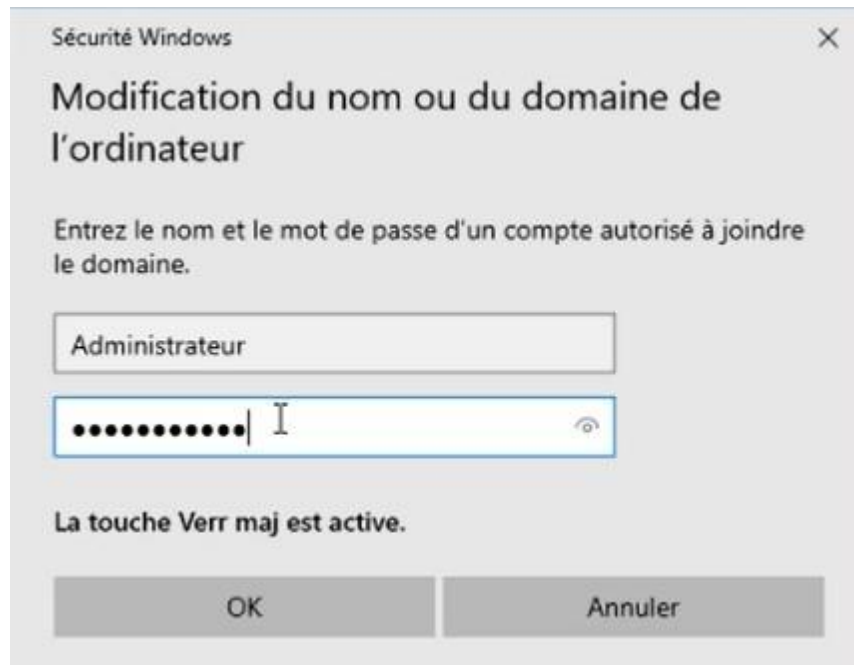 Sécurité Windows
Modification du nom ou du domaine de
l'ordinateur
Entrez le nom et le mot de passe d'un compte autorisé à joindre
le domaine.
Administrateur
●●●●●●●●●●●
La touche Verr maj est active.
OK
Annuler